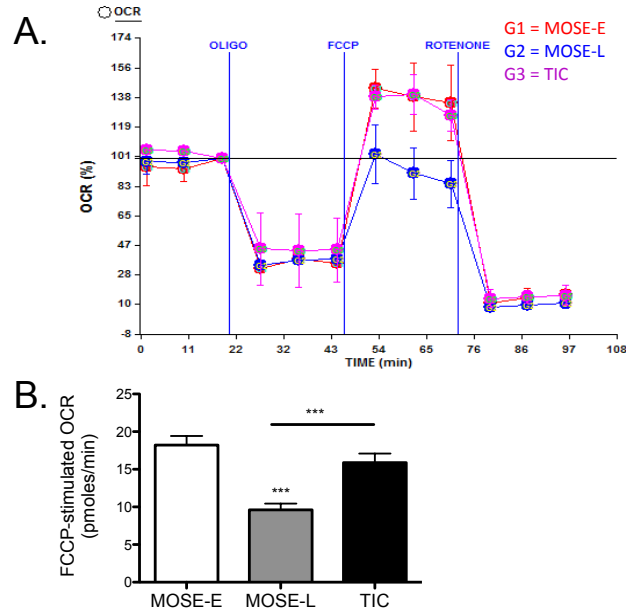 OCR
A.
G1 = MOSE-E
G2 = MOSE-L
G3 = TIC
OLIGO FCCP ROTENONE
OCR (%)
174
156
138
119
101
83
65
47
28
10
-8
0 11 22 32 43 54 65 76 86 97 108
TIME (min)
B.
FCCP-stimulated OCR
(pmoles/min)
25
20
15
10
5
0
***
***
MOSE-E MOSE-L TIC